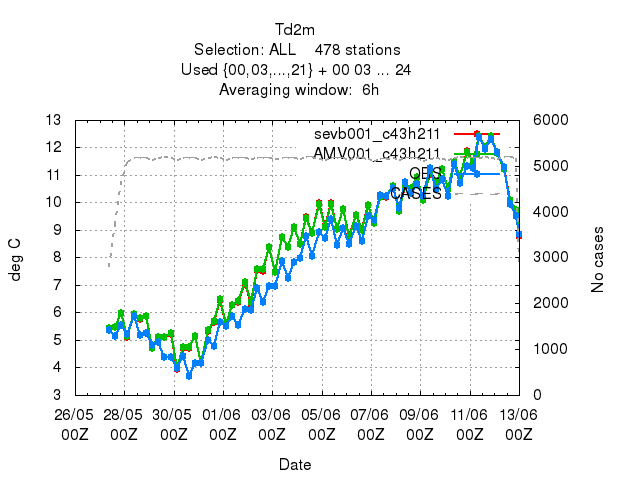 Td2m
Selection: ALL    478 stations
Used {00,03,...,21} + 00 03 ... 24
Averaging window:  6h
sevb001_c43h211
AMV001_c43h211
OBS
CASES
deg C
13
12
11
10
9
8
7
6
5
4
3
No cases
6000
5000
4000
3000
2000
1000
0
26/05 28/05 30/05 01/06 03/06 05/06 07/06 09/06 11/06 13/06
00Z 00Z 00Z 00Z 00Z 00Z 00Z 00Z 00Z 00Z
Date